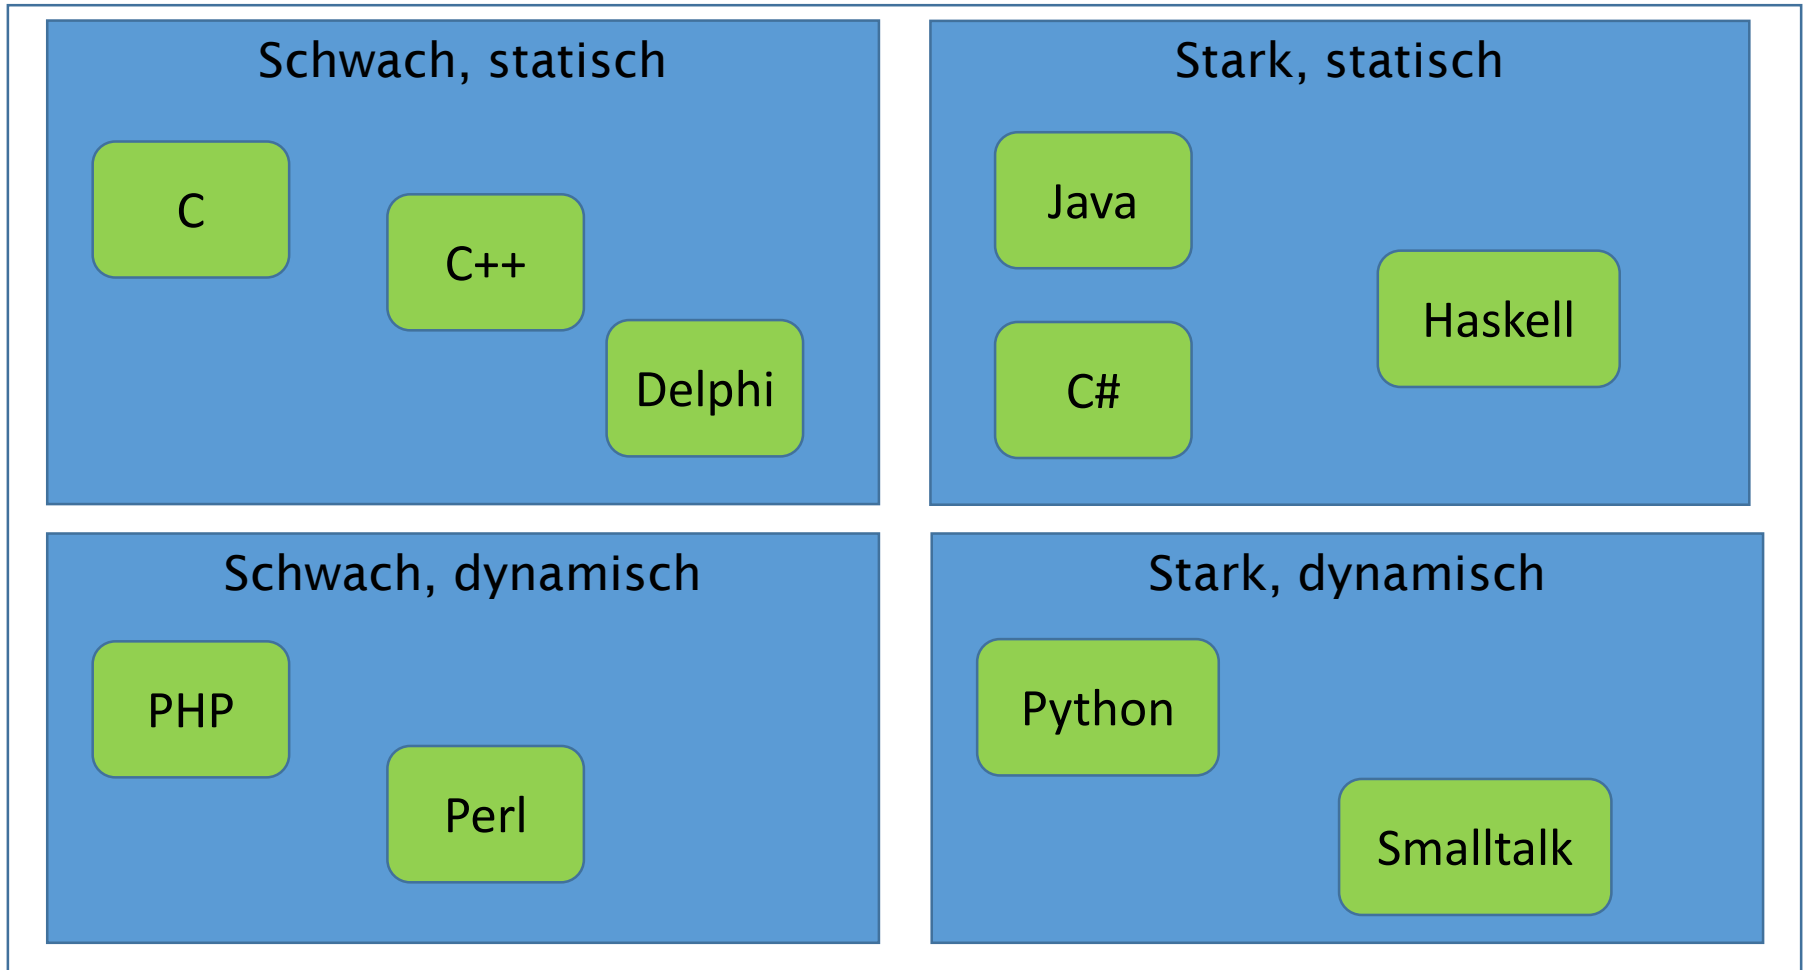 Schwach, statisch
C
C++
Delphi
Stark, statisch
Java
C#
Haskell
Schwach, dynamisch
PHP
Perl
Stark, dynamisch
Python
Smalltalk